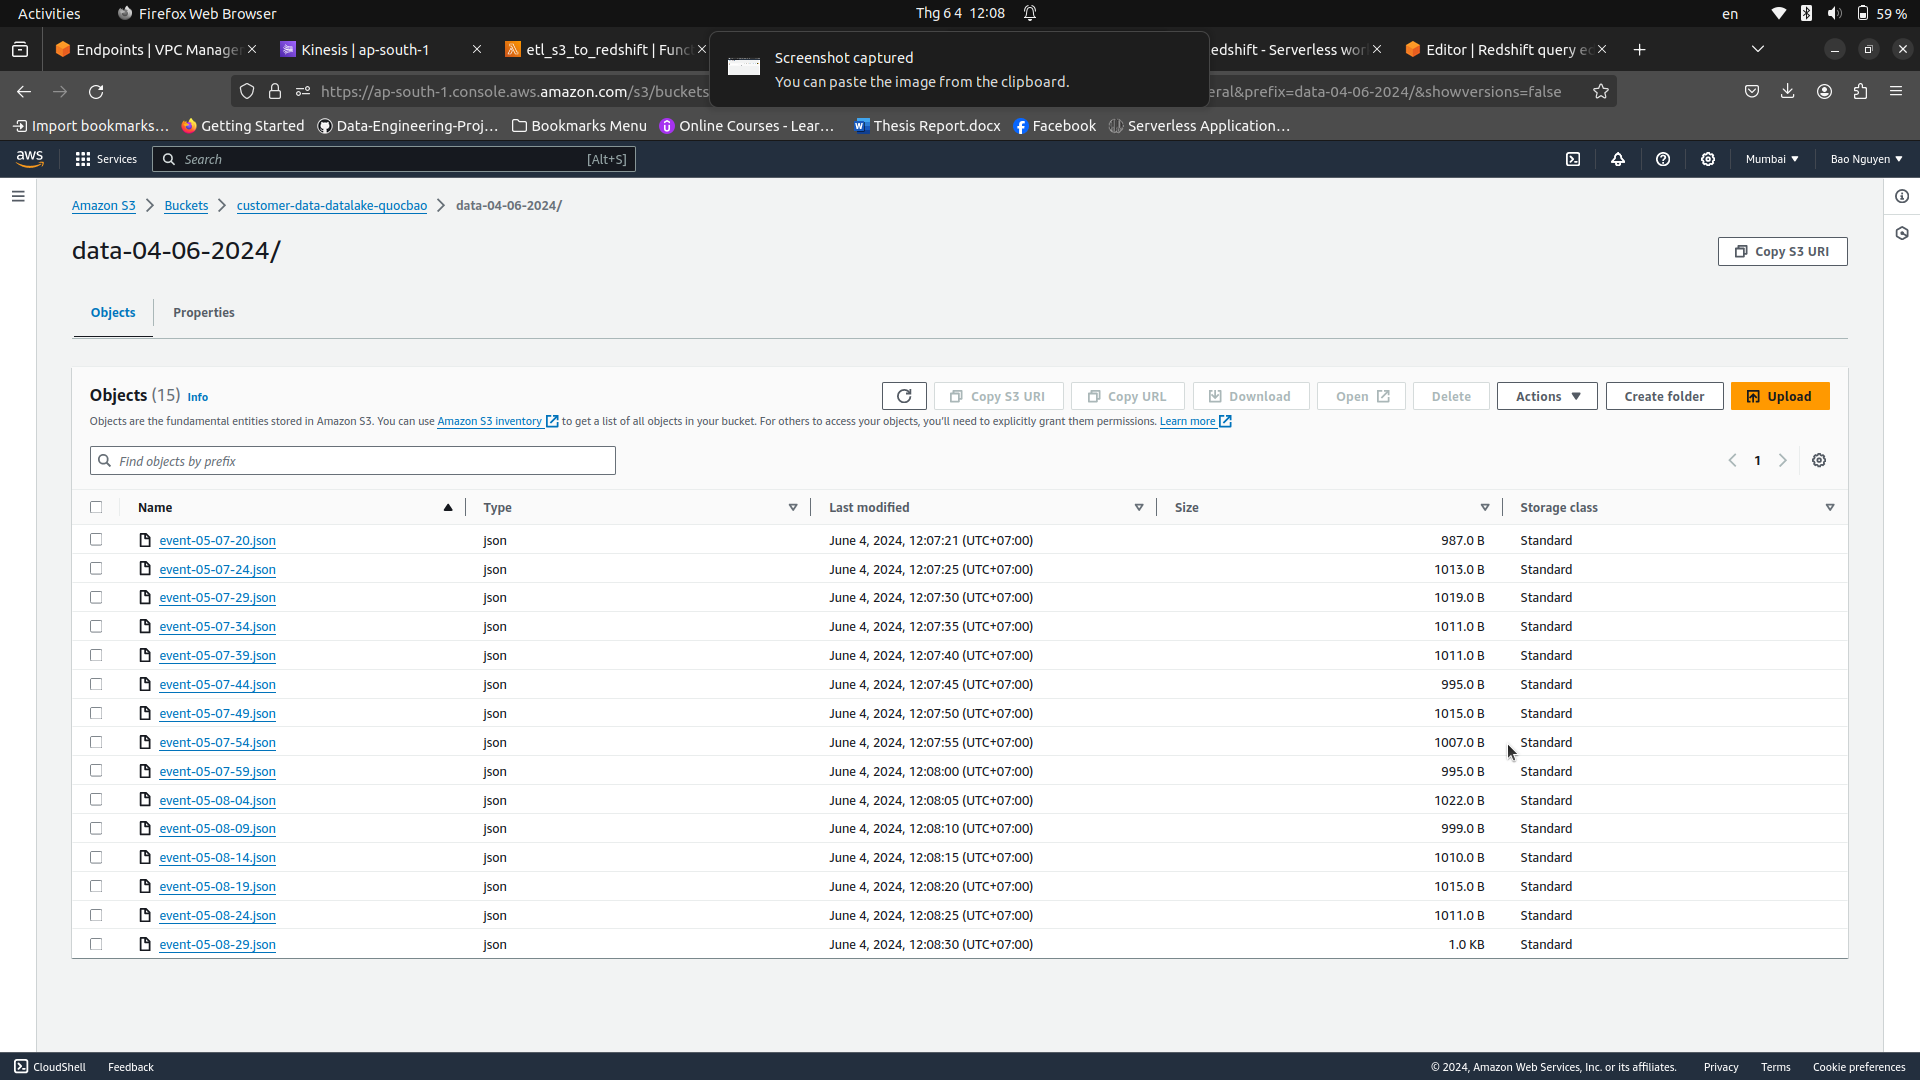 Activities Firefox Web Browser Thg 6 4 12:08 en 59 %
Endpoints | VPC Manage Kinesis | ap-south-1 etl_s3_to_redshift | Func edshift - Serverless wor Editor | Redshift query e
Screenshot captured
You can paste the image from the clipboard.
https://ap-south-1.console.aws.amazon.com/s3/buckets eral&prefix=data-04-06-2024/&showversions=false
Import bookmarks… Getting Started Data-Engineering-Proj… Bookmarks Menu Online Courses - Lear… Thesis Report.docx Facebook Serverless Application…
aws Services Search [Alt+S] Mumbai Bao Nguyen
Amazon S3 Buckets customer-data-datalake-quocbao data-04-06-2024/
data-04-06-2024/ Copy S3 URI
Objects Properties
Objects (15) Info Copy S3 URI Copy URL Download Open Delete Actions Create folder Upload
Objects are the fundamental entities stored in Amazon S3. You can use Amazon S3 inventory to get a list of all objects in your bucket. For others to access your objects, you'll need to explicitly grant them permissions. Learn more
Find objects by prefix 1
Name Type Last modified Size Storage class
event-05-07-20.json json June 4, 2024, 12:07:21 (UTC+07:00) 987.0 B Standard
event-05-07-24.json json June 4, 2024, 12:07:25 (UTC+07:00) 1013.0 B Standard
event-05-07-29.json json June 4, 2024, 12:07:30 (UTC+07:00) 1019.0 B Standard
event-05-07-34.json json June 4, 2024, 12:07:35 (UTC+07:00) 1011.0 B Standard
event-05-07-39.json json June 4, 2024, 12:07:40 (UTC+07:00) 1011.0 B Standard
event-05-07-44.json json June 4, 2024, 12:07:45 (UTC+07:00) 995.0 B Standard
event-05-07-49.json json June 4, 2024, 12:07:50 (UTC+07:00) 1015.0 B Standard
event-05-07-54.json json June 4, 2024, 12:07:55 (UTC+07:00) 1007.0 B Standard
event-05-07-59.json json June 4, 2024, 12:08:00 (UTC+07:00) 995.0 B Standard
event-05-08-04.json json June 4, 2024, 12:08:05 (UTC+07:00) 1022.0 B Standard
event-05-08-09.json json June 4, 2024, 12:08:10 (UTC+07:00) 999.0 B Standard
event-05-08-14.json json June 4, 2024, 12:08:15 (UTC+07:00) 1010.0 B Standard
event-05-08-19.json json June 4, 2024, 12:08:20 (UTC+07:00) 1015.0 B Standard
event-05-08-24.json json June 4, 2024, 12:08:25 (UTC+07:00) 1011.0 B Standard
event-05-08-29.json json June 4, 2024, 12:08:30 (UTC+07:00) 1.0 KB Standard
CloudShell Feedback © 2024, Amazon Web Services, Inc. or its affiliates. Privacy Terms Cookie preferences